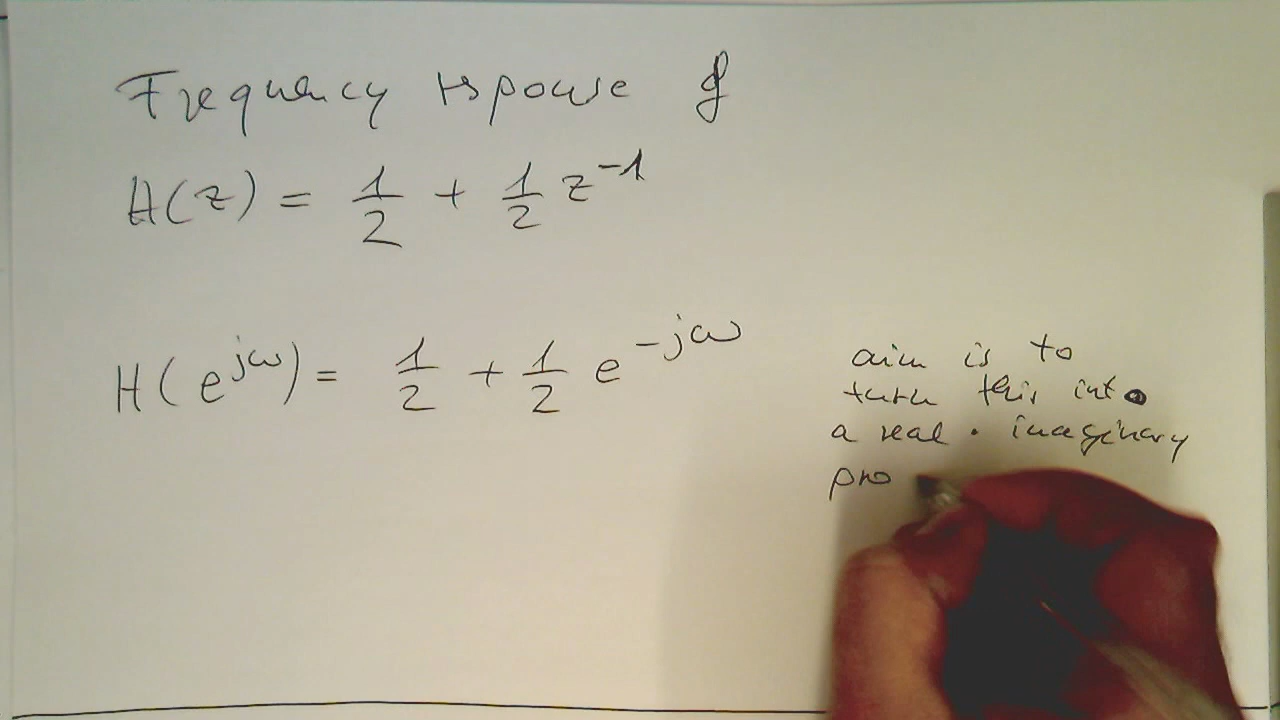 Frequency response of
H(z) = 1/2 + 1/2 z^-1
H(e^jω) = 1/2 + 1/2 e^-jω
aim is to
turn this into
a real · imaginary
pro